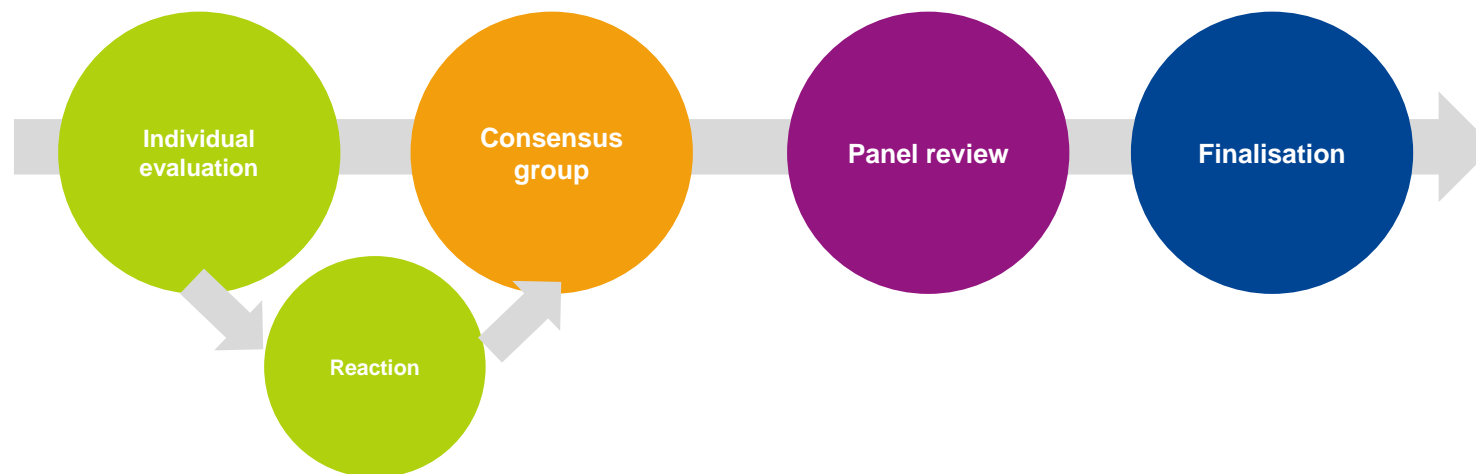 Individual
evaluation
Consensus
group
Panel review
Finalisation
Reaction